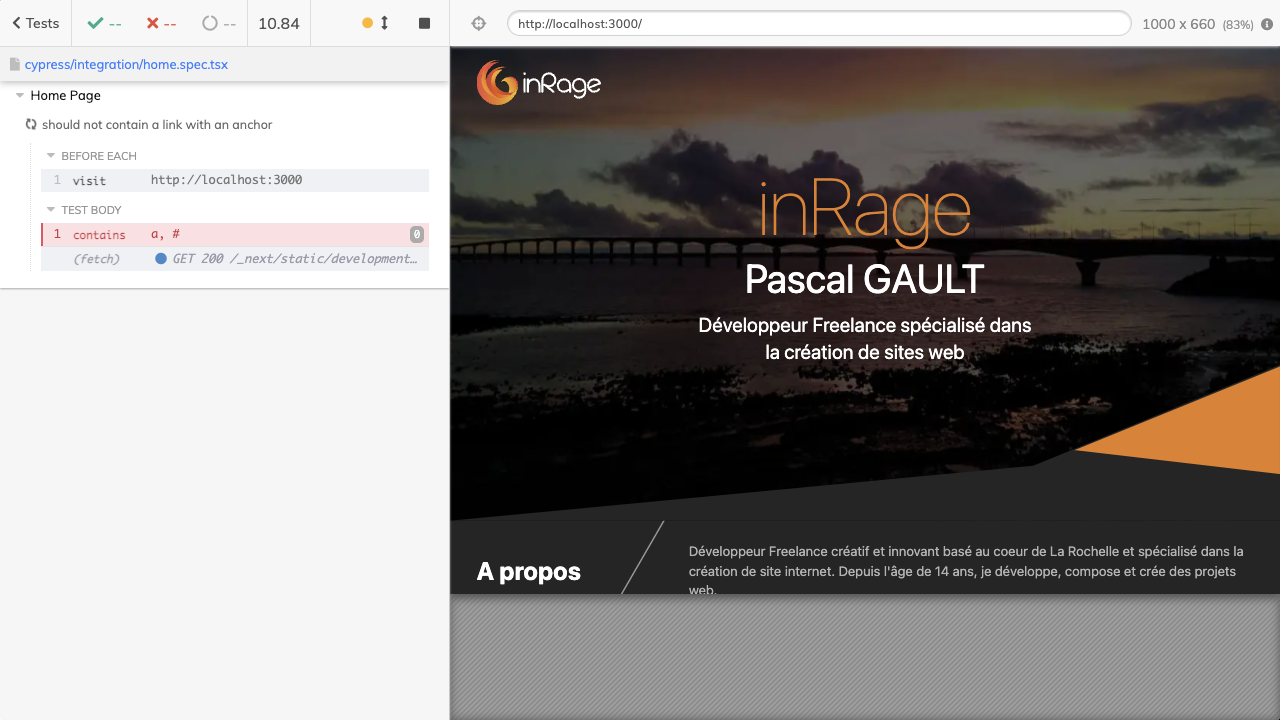 Tests
--
--
--
10.84
http://localhost:3000/
1000 x 660 (83%)
cypress/integration/home.spec.tsx
Home Page
should not contain a link with an anchor
BEFORE EACH
1 visit http://localhost:3000
TEST BODY
1 contains a, # 0
(fetch) GET 200 /_next/static/development…
inRage
inRage
Pascal GAULT
Développeur Freelance spécialisé dans
la création de sites web
A propos
Développeur Freelance créatif et innovant basé au coeur de La Rochelle et spécialisé dans la
création de site internet. Depuis l'âge de 14 ans, je développe, compose et crée des projets
web.